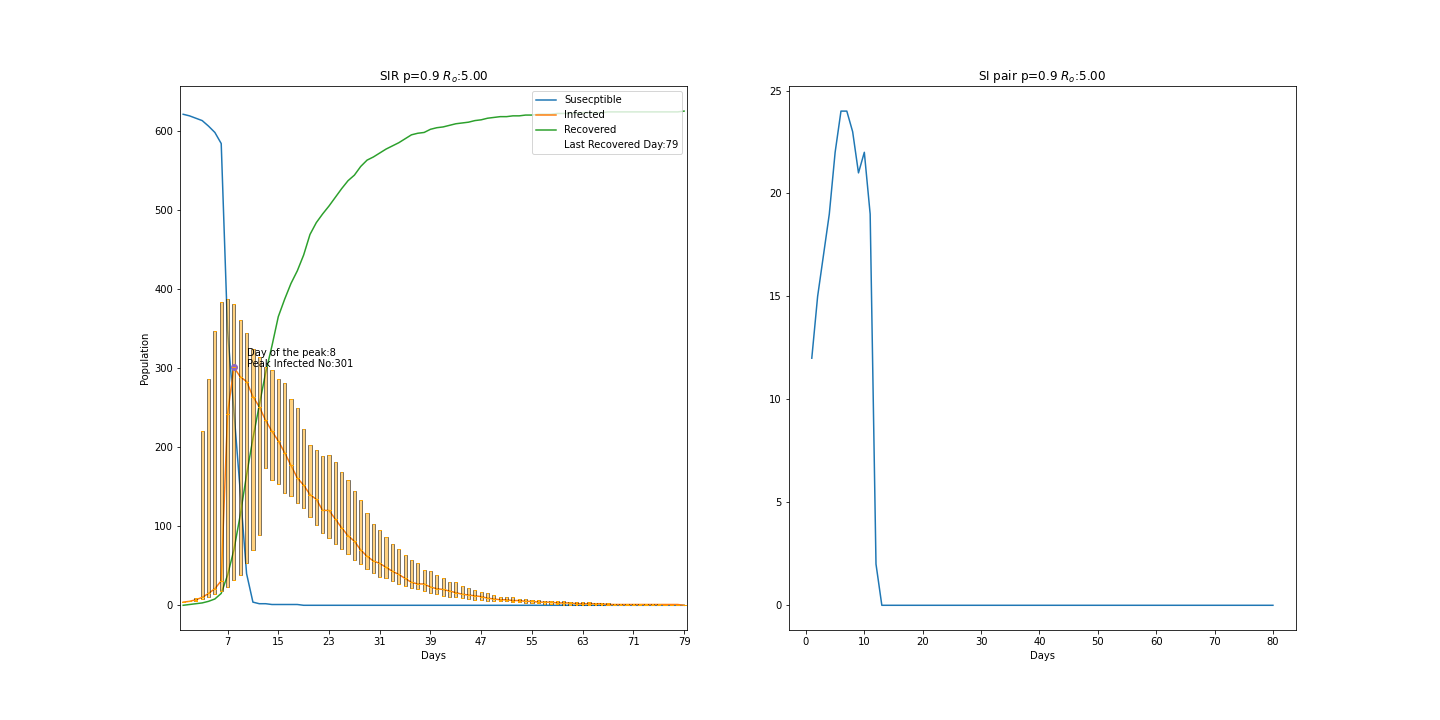 SIR p=0.9 Rₒ:5.00
Susecptible
Infected
Recovered
Last Recovered Day:79
600
500
400
300
200
100
0
Population
Day of the peak:8
Peak Infected No:301
7 15 23 31 39 47 55 63 71 79
Days
SI pair p=0.9 Rₒ:5.00
25
20
15
10
5
0
0 10 20 30 40 50 60 70 80
Days